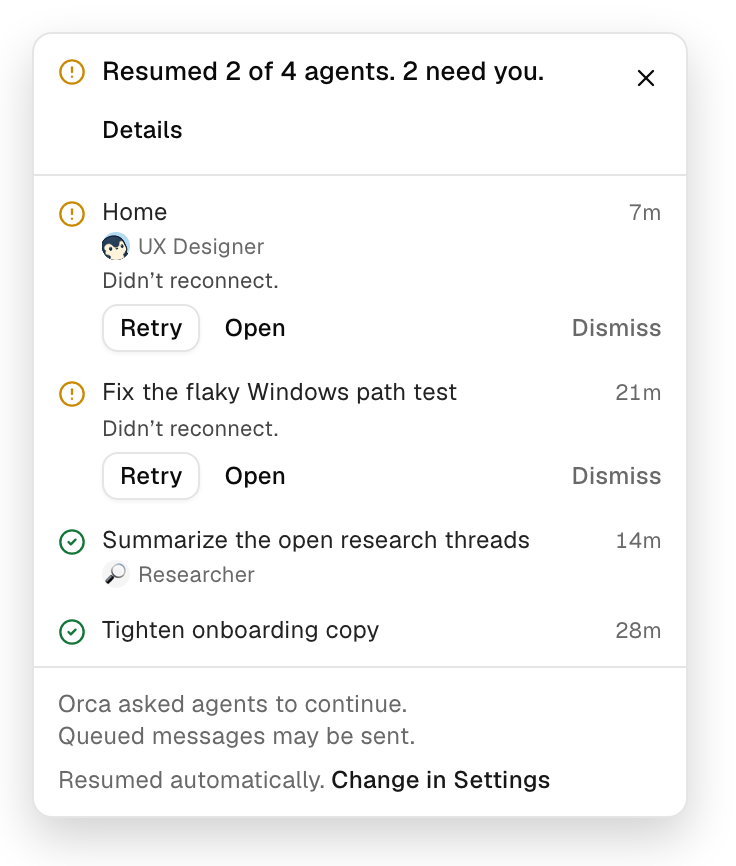 Resumed 2 of 4 agents. 2 need you.
Details
Home
7m
UX Designer
Didn’t reconnect.
Retry
Open
Dismiss
Fix the flaky Windows path test
21m
Didn’t reconnect.
Retry
Open
Dismiss
Summarize the open research threads
14m
Researcher
Tighten onboarding copy
28m
Orca asked agents to continue.
Queued messages may be sent.
Resumed automatically. Change in Settings